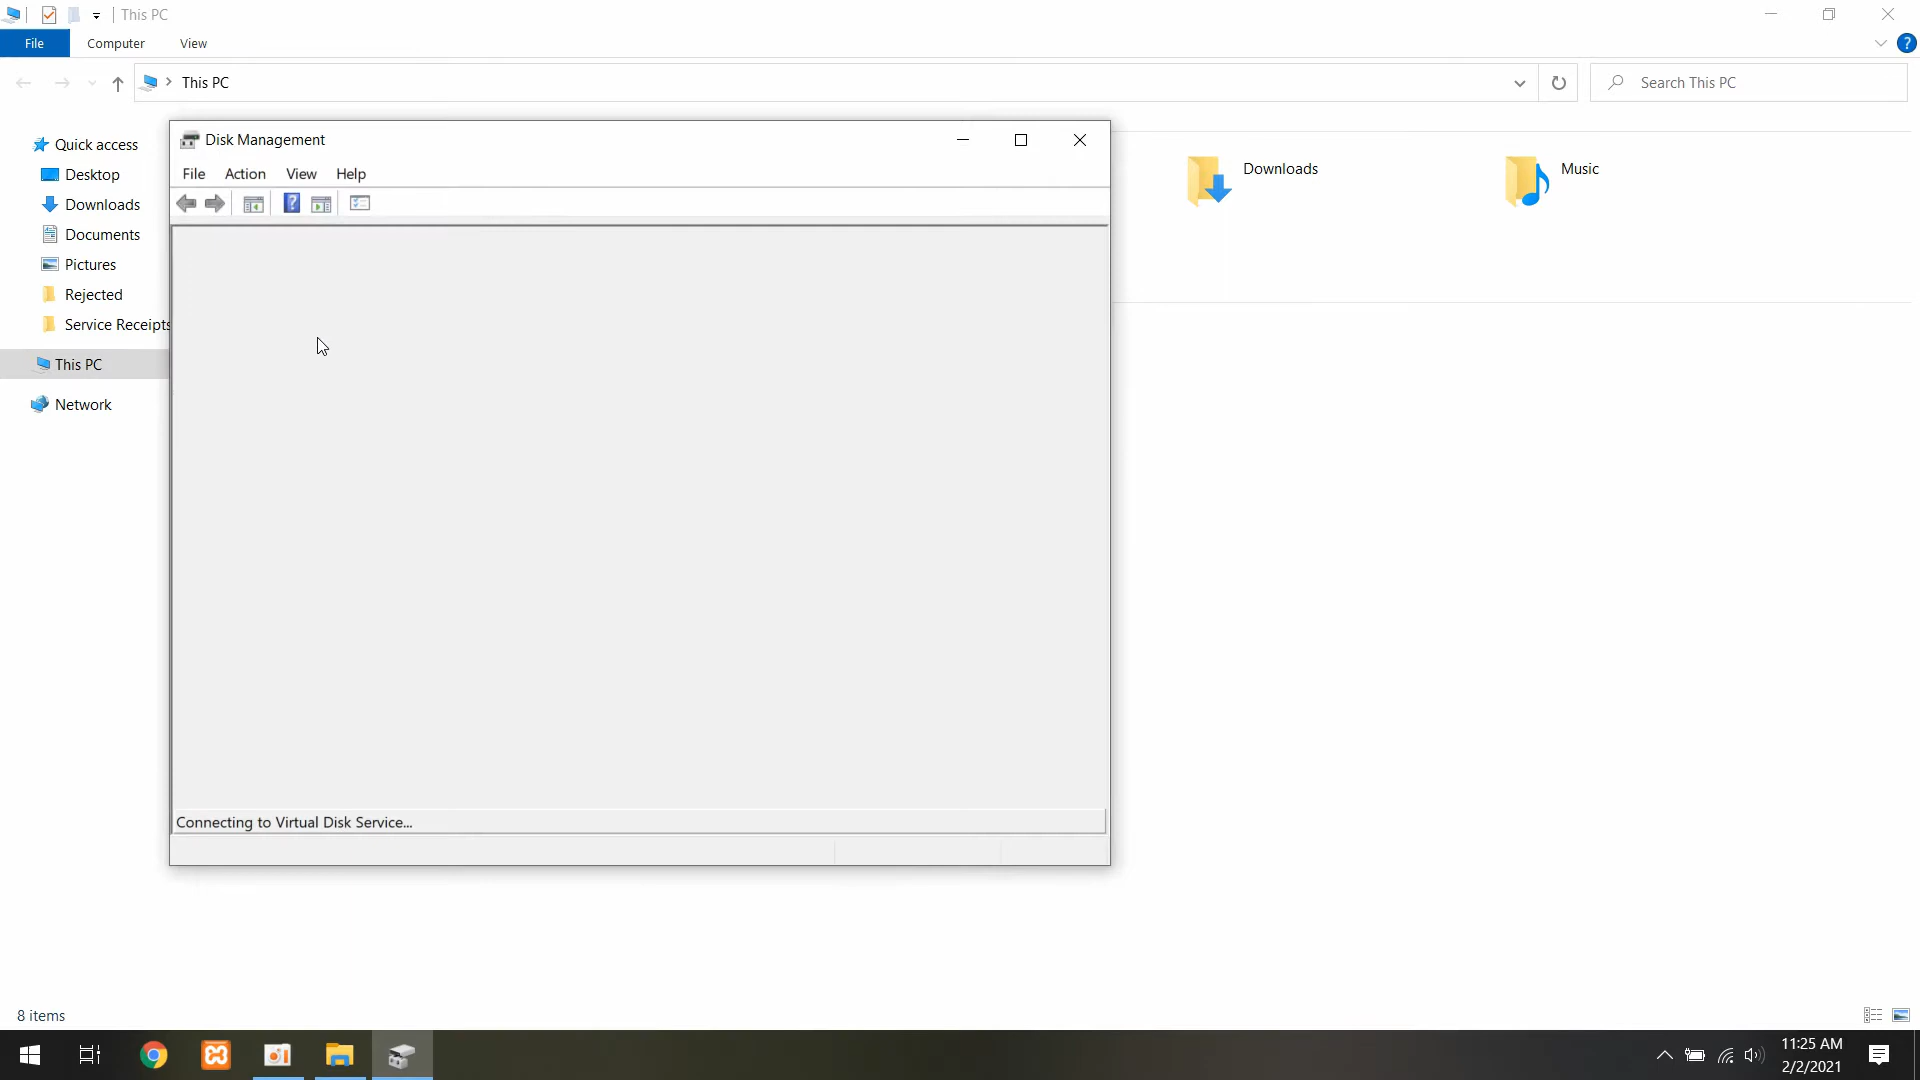 This PC
File Computer View
This PC
Search This PC
Quick access
Desktop
Downloads
Documents
Pictures
Rejected
Service Receipts
This PC
Network
Disk Management
File Action View Help
Connecting to Virtual Disk Service...
Downloads
Music
8 items
11:25 AM
2/2/2021